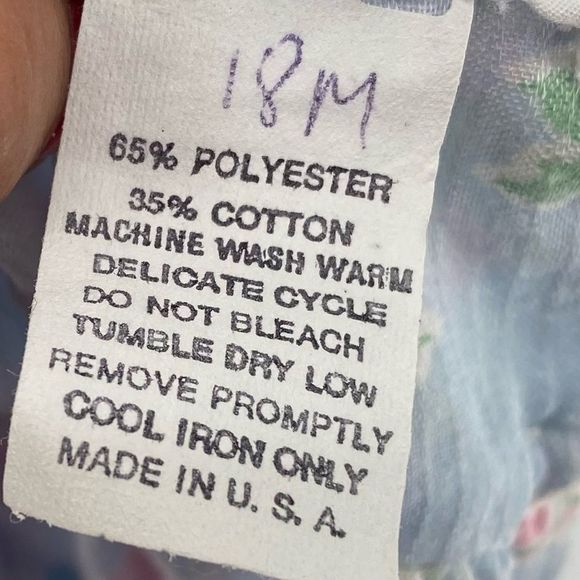 18M
65% POLYESTER
35% COTTON
MACHINE WASH WARM
DELICATE CYCLE
DO NOT BLEACH
TUMBLE DRY LOW
REMOVE PROMPTLY
COOL IRON ONLY
MADE IN U. S. A.